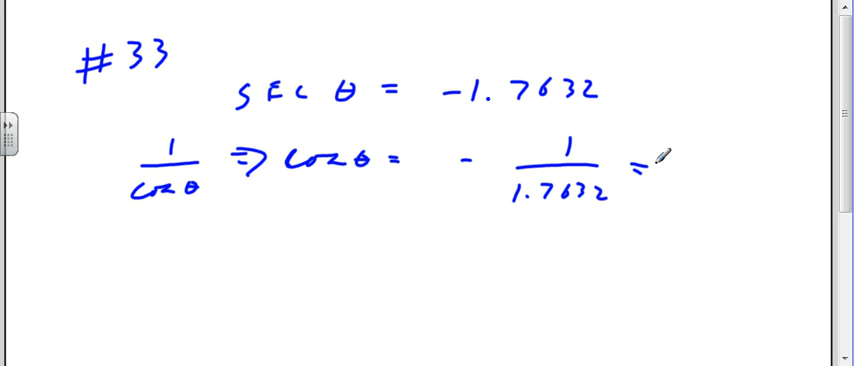 #33
SEC θ = -1.7632
1/cos θ ⇒ cos θ = - 1/1.7632 =